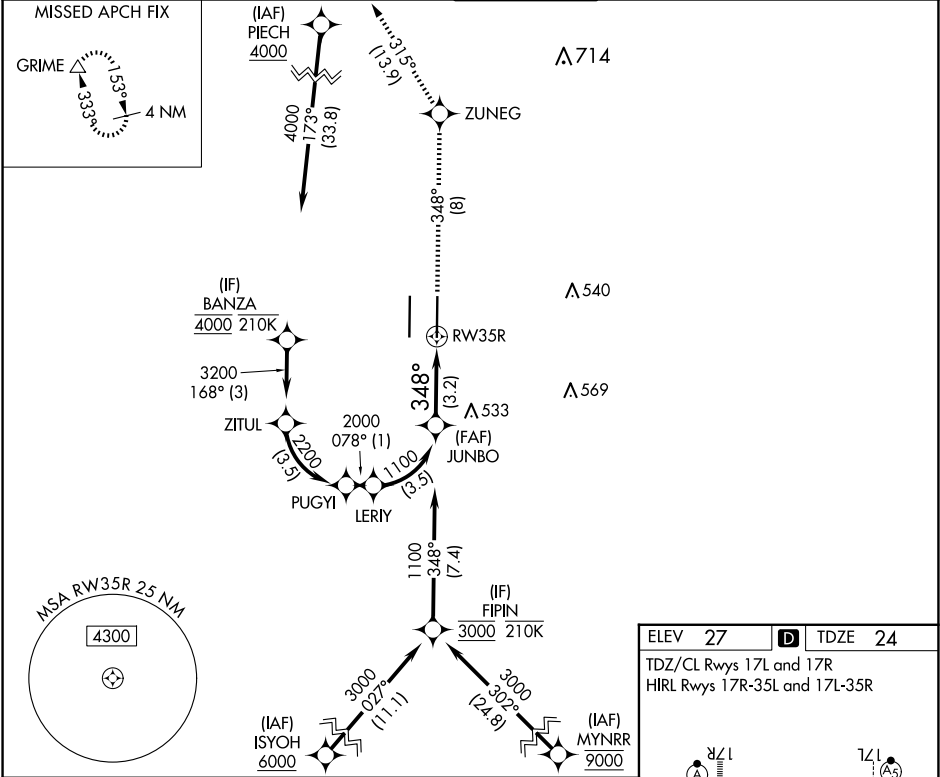 MISSED APCH FIX
GRIME
153°
333°
4 NM
(IAF)
PIECH
4000
4000
173°
(33.8)
315°
(13.9)
ZUNEG
714
348°
(8)
540
(IF)
BANZA
4000 210K
RW35R
3200
168° (3)
348°
(3.2)
569
533
ZITUL
2000
078° (1)
(FAF)
JUNBO
2200
(3.5)
1100
(3.5)
PUGYI
LERIY
1100
348°
(7.4)
MSA RW35R 25 NM
4300
(IF)
FIPIN
3000 210K
3000
027°
(11.1)
3000
302°
(24.8)
(IAF)
ISYOH
6000
(IAF)
MYNRR
9000
ELEV 27 D TDZE 24
TDZ/CL Rwys 17L and 17R
HIRL Rwys 17R-35L and 17L-35R
17R
17L
A
A5